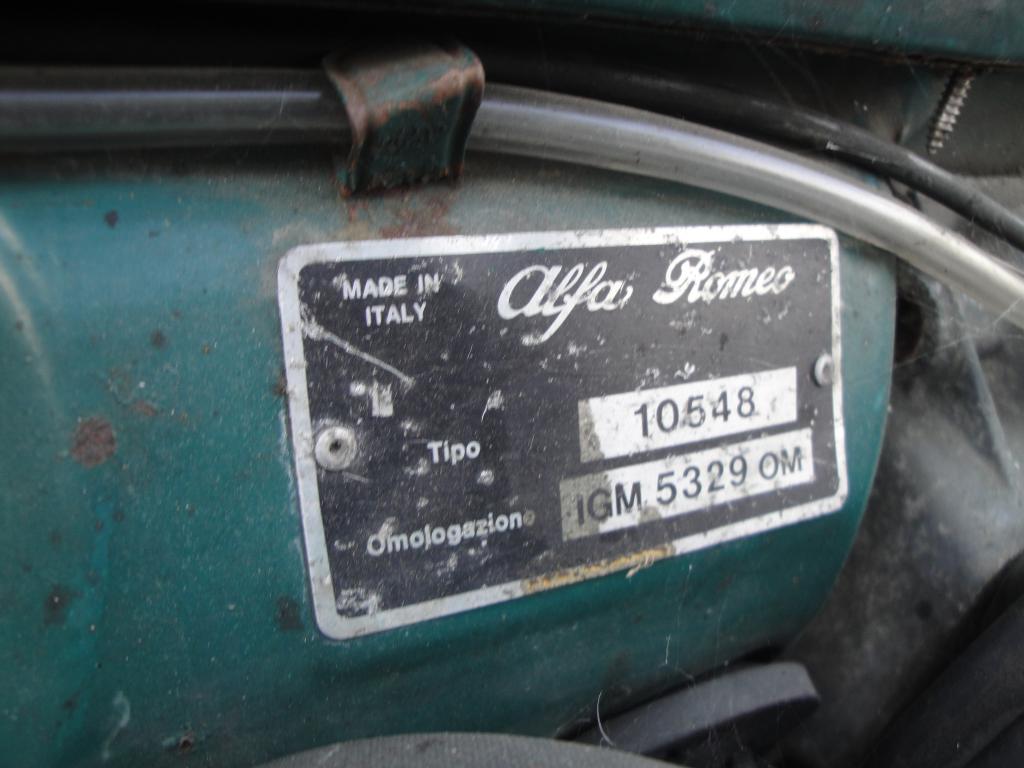 MADE IN
ITALY
Alfa Romeo
Tipo 10548
Omologazione IGM 5329 OM